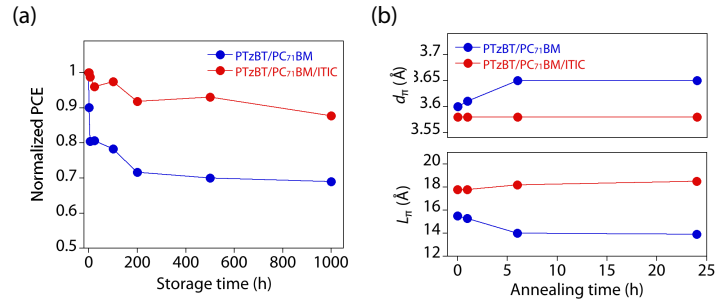 (a)
PTzBT/PC71BM
PTzBT/PC71BM/ITIC
Normalized PCE
1
0.9
0.8
0.7
0.6
0.5
0 200 400 600 800 1000
Storage time (h)
(b)
PTzBT/PC71BM
PTzBT/PC71BM/ITIC
dπ (Å)
3.7
3.65
3.6
3.55
Lπ (Å)
18
16
14
12
20
0 5 10 15 20 25
Annealing time (h)